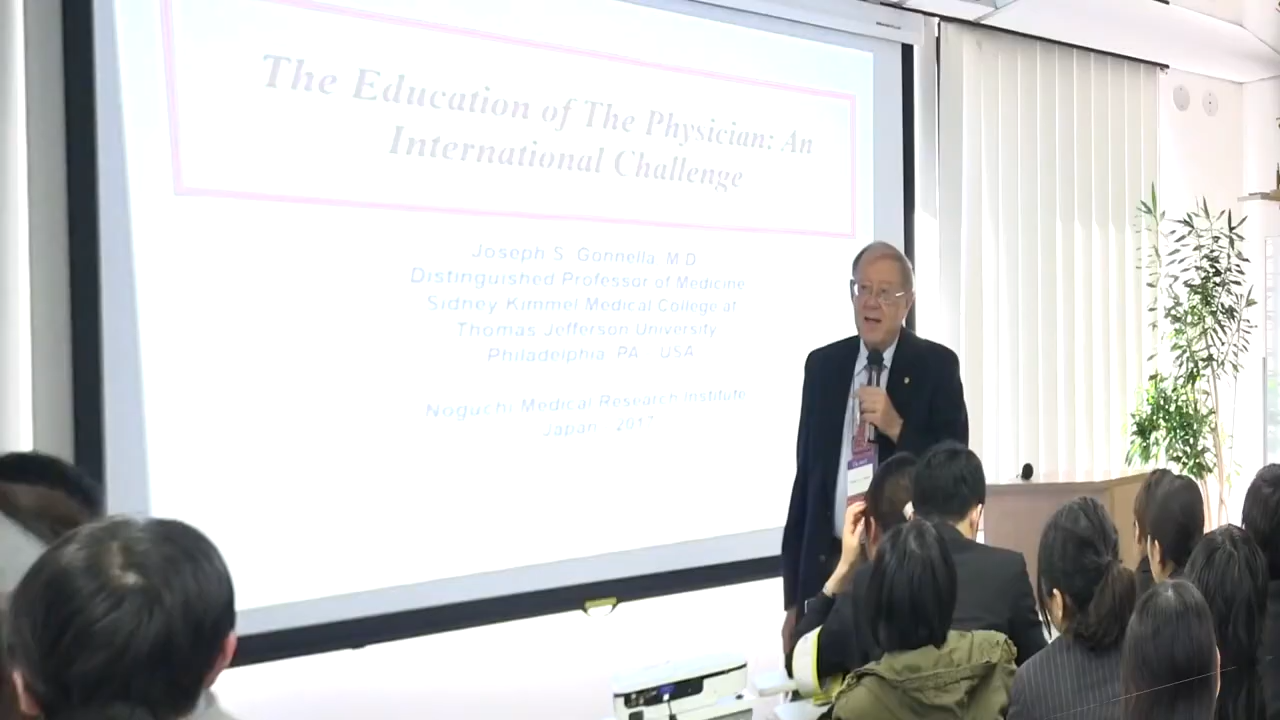 The Education of The Physician: An
International Challenge
Joseph S. Gonnella M.D.
Distinguished Professor of Medicine
Sidney Kimmel Medical College at
Thomas Jefferson University
Philadelphia PA USA
Noguchi Medical Research Institute
Japan 2017